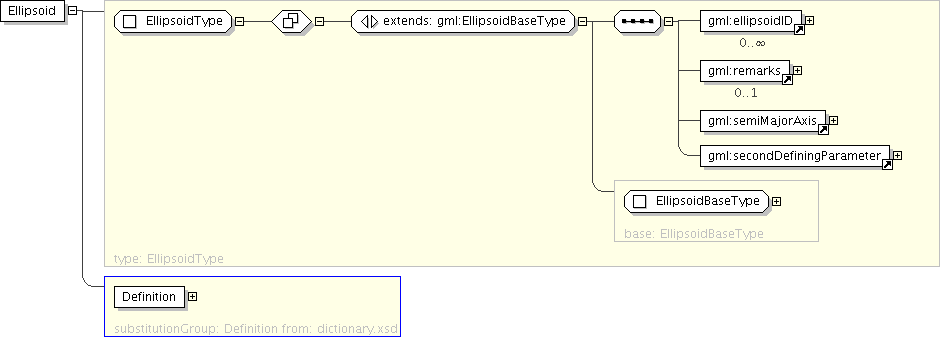 Ellipsoid
EllipsoidType
extends: gml:EllipsoidBaseType
gml:ellipsoidID
0..∞
gml:remarks
0..1
gml:semiMajorAxis
gml:secondDefiningParameter
EllipsoidBaseType
base: EllipsoidBaseType
type: EllipsoidType
Definition
substitutionGroup: Definition from: dictionary.xsd